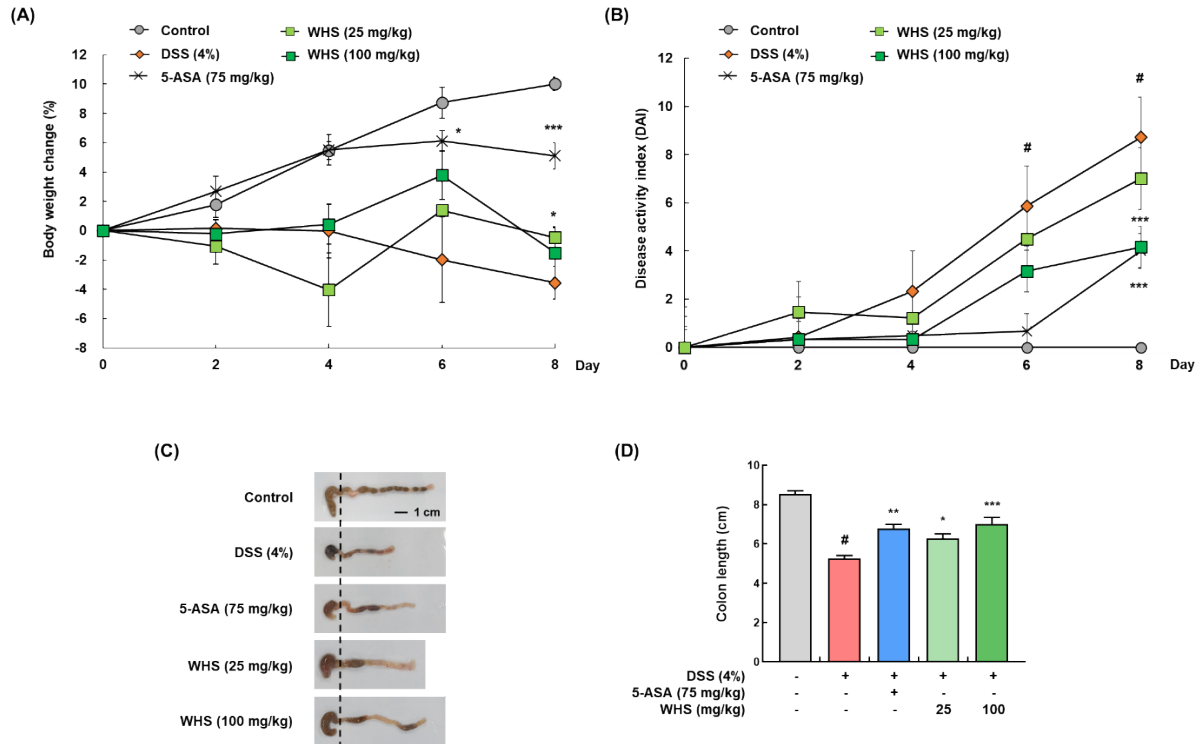 (A)
Control
DSS (4%)
5-ASA (75 mg/kg)
WHS (25 mg/kg)
WHS (100 mg/kg)
Body weight change (%)
12
10
8
6
4
2
0
-2
-4
-6
-8
*
***
*
0 2 4 6 8 Day
(B)
Control
DSS (4%)
5-ASA (75 mg/kg)
WHS (25 mg/kg)
WHS (100 mg/kg)
Disease activity index (DAI)
12
10
8
6
4
2
0
#
#
***
***
0 2 4 6 8 Day
(C)
Control
1 cm
DSS (4%)
5-ASA (75 mg/kg)
WHS (25 mg/kg)
WHS (100 mg/kg)
(D)
Colon length (cm)
10
8
6
4
2
0
#
**
*
***
DSS (4%) - + + + +
5-ASA (75 mg/kg) - - + - -
WHS (mg/kg) - - - 25 100